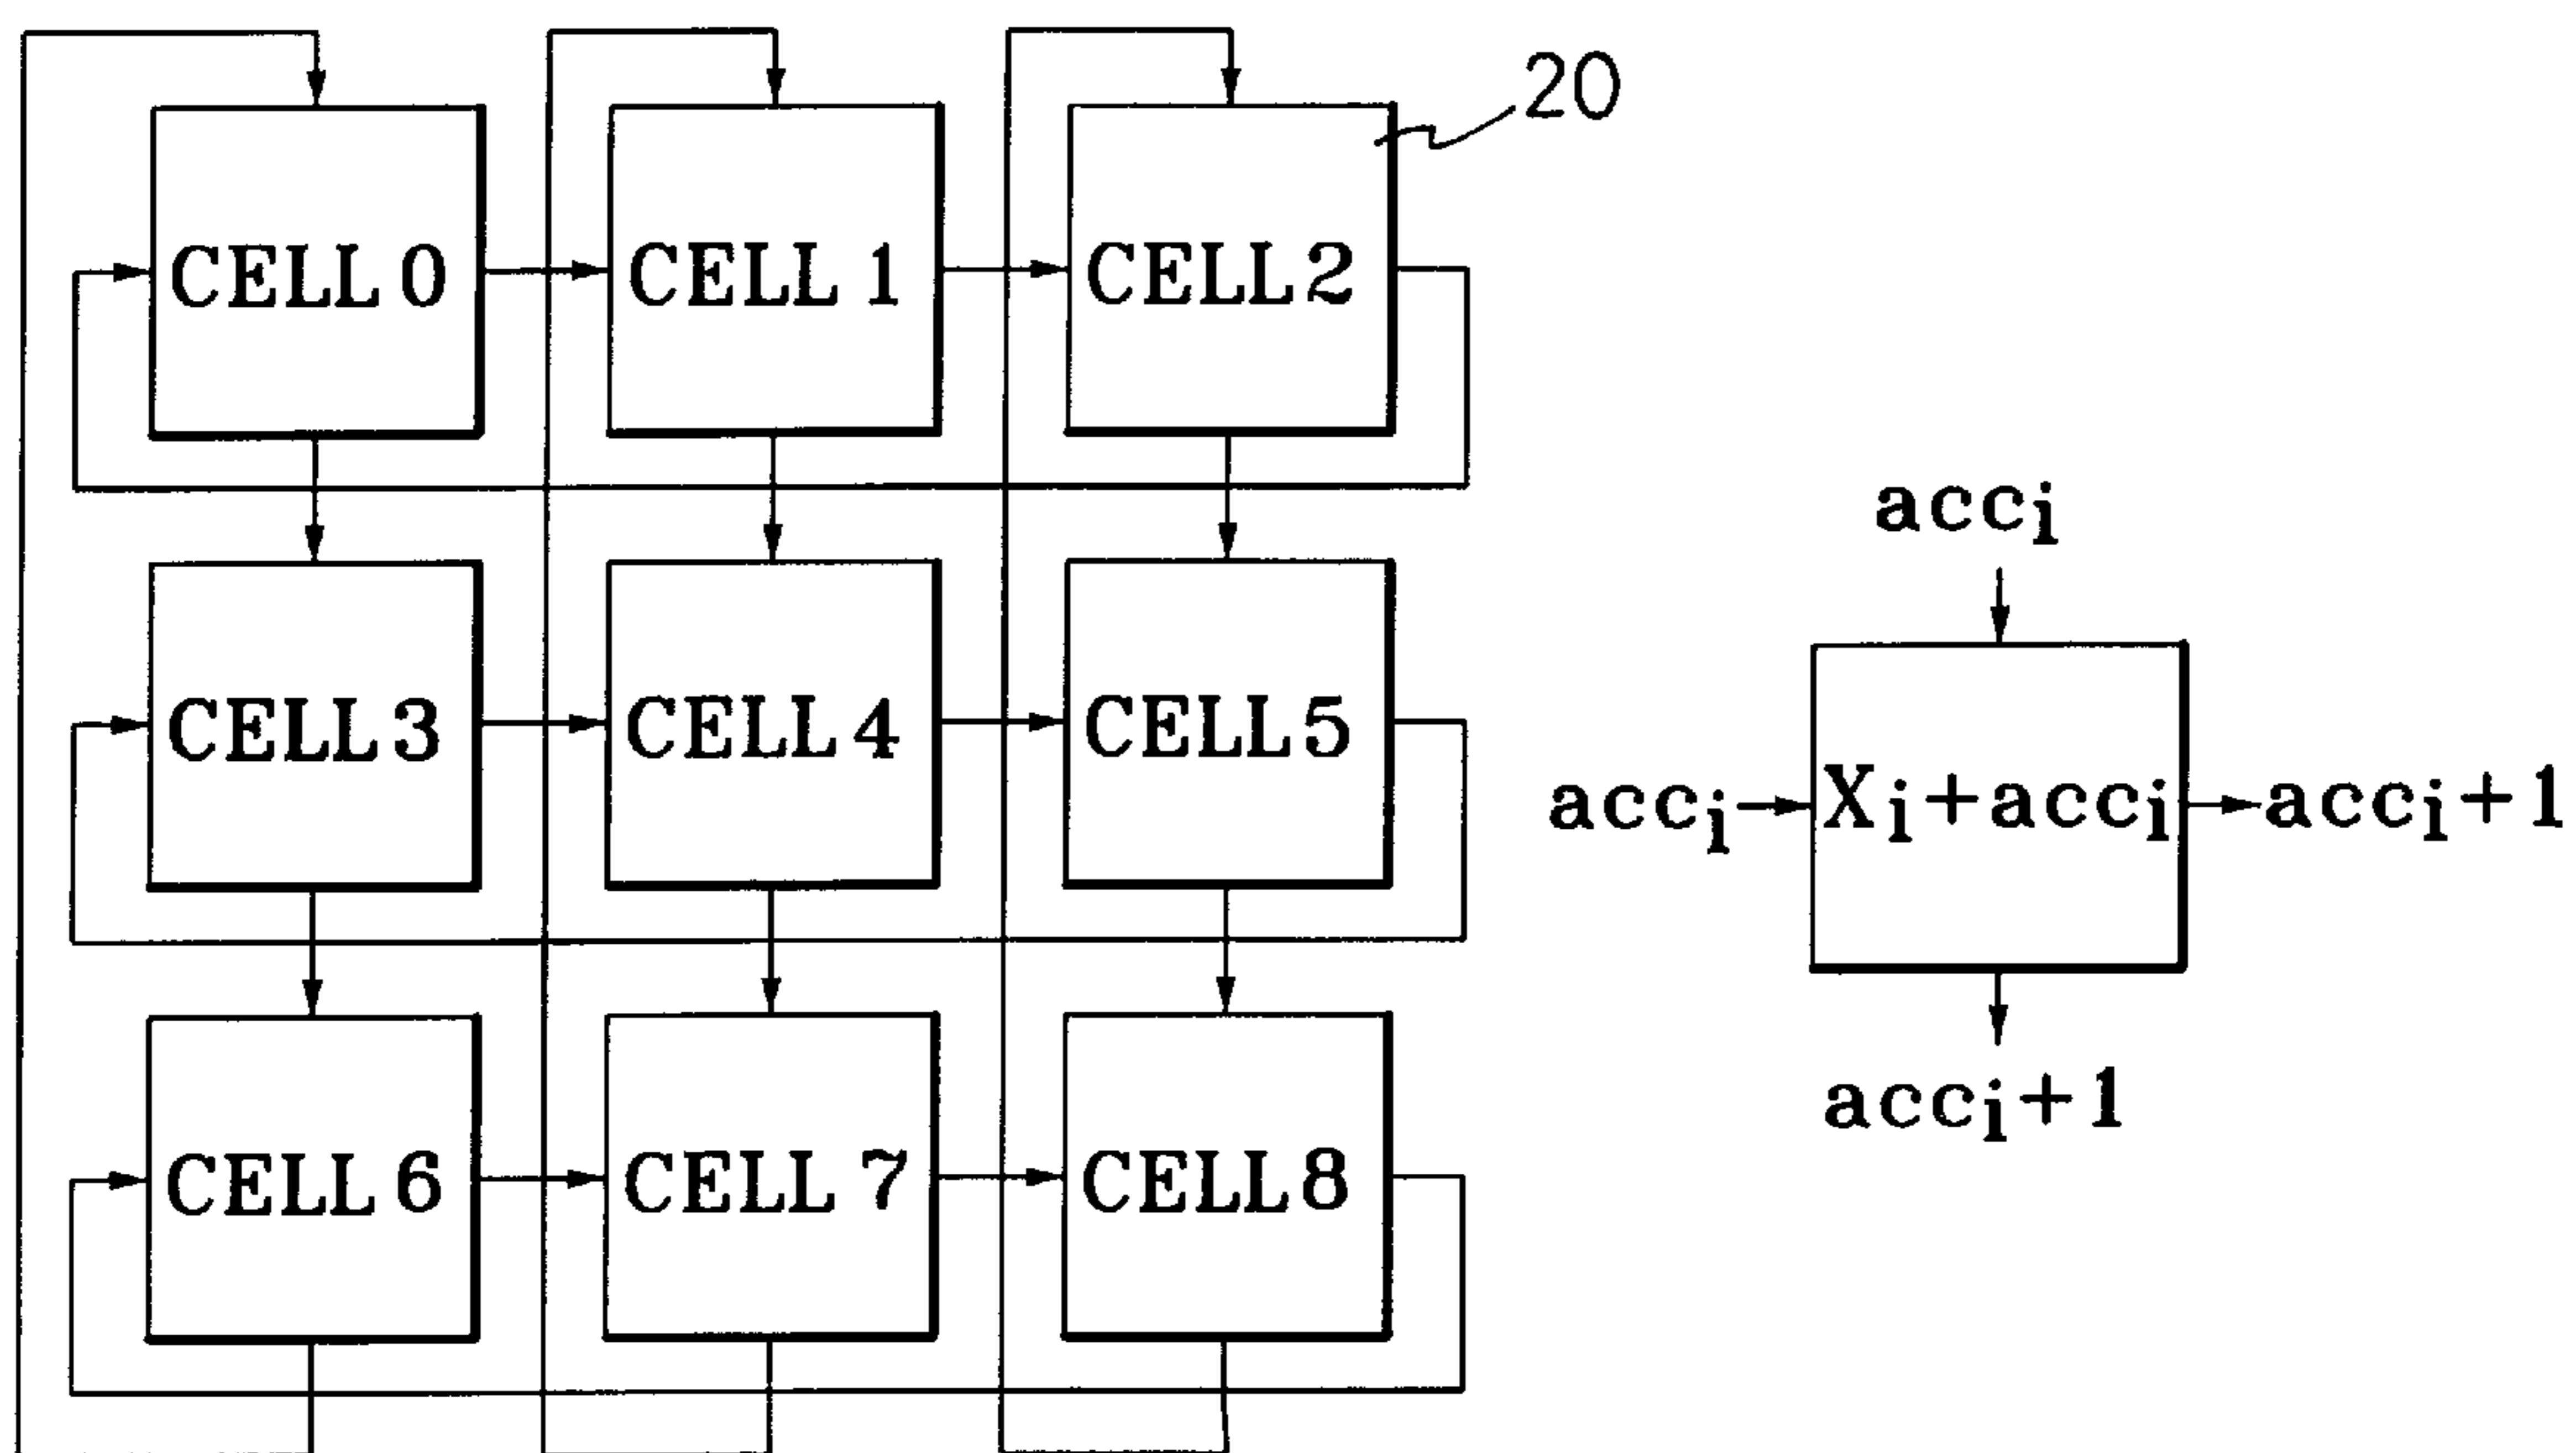 20
CELL 0
CELL 1
CELL 2
CELL 3
CELL 4
CELL 5
CELL 6
CELL 7
CELL 8
acci
acci
Xi+acci
acci+1
acci+1